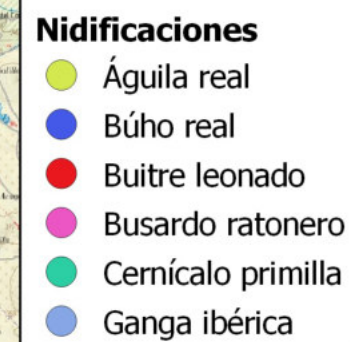 Nidificaciones
Águila real
Búho real
Buitre leonado
Busardo ratonero
Cernícalo primilla
Ganga ibérica